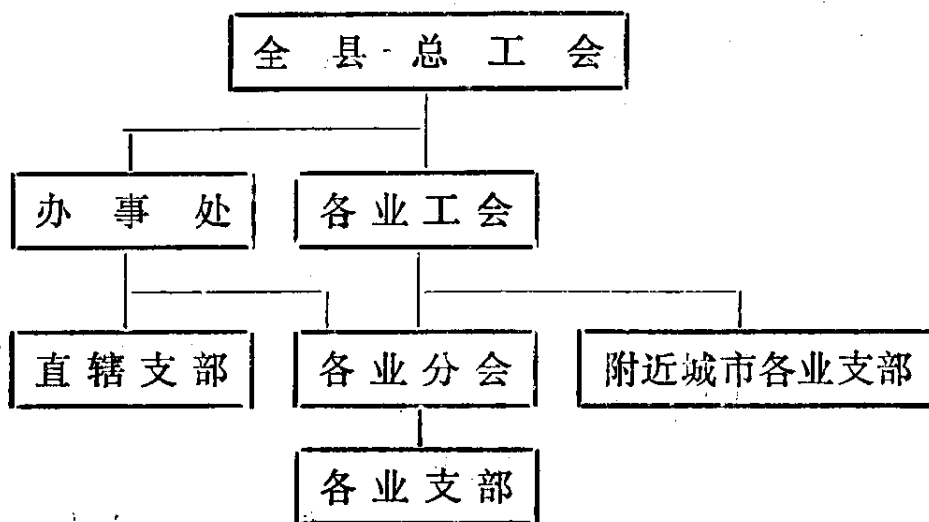 全县总工会
办事处
各业工会
直辖支部
各业分会
附近城市各业支部
各业支部